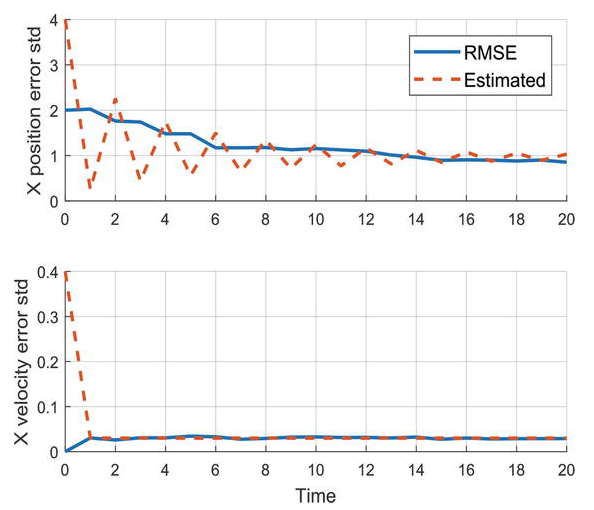 X position error std
4
3
2
1
0
RMSE
Estimated
0 2 4 6 8 10 12 14 16 18 20
X velocity error std
0.4
0.3
0.2
0.1
0
0 2 4 6 8 10 12 14 16 18 20
Time